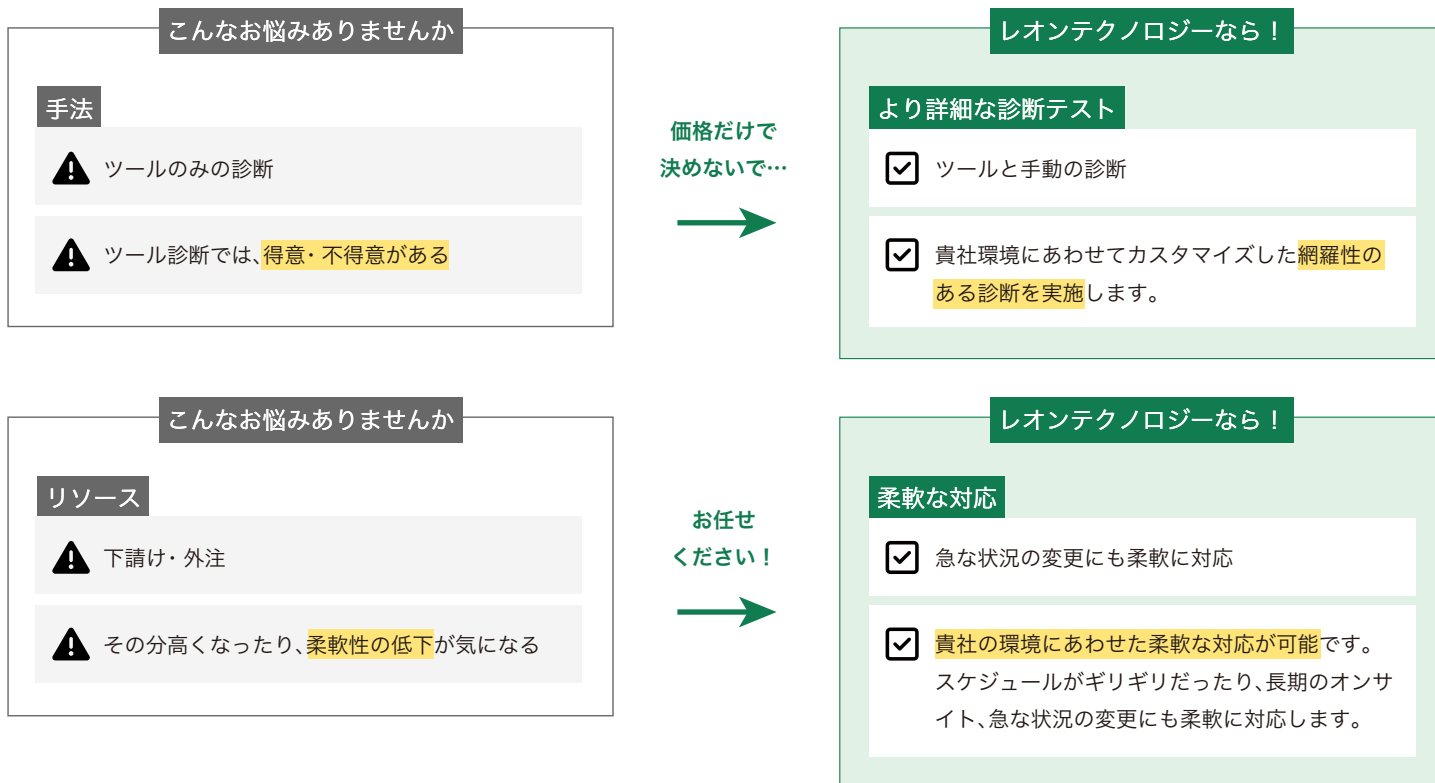 こんなお悩みありませんか
手法
ツールのみの診断
ツール診断では、得意・不得意がある
価格だけで
決めないで…
レオンテクノロジーなら！
より詳細な診断テスト
ツールと手動の診断
貴社環境にあわせてカスタマイズした網羅性の
ある診断を実施します。
こんなお悩みありませんか
リソース
下請け・外注
その分高くなったり、柔軟性の低下が気になる
お任せ
ください！
レオンテクノロジーなら！
柔軟な対応
急な状況の変更にも柔軟に対応
貴社の環境にあわせた柔軟な対応が可能です。
スケジュールがギリギリだったり、長期のオンサ
イト、急な状況の変更にも柔軟に対応します。